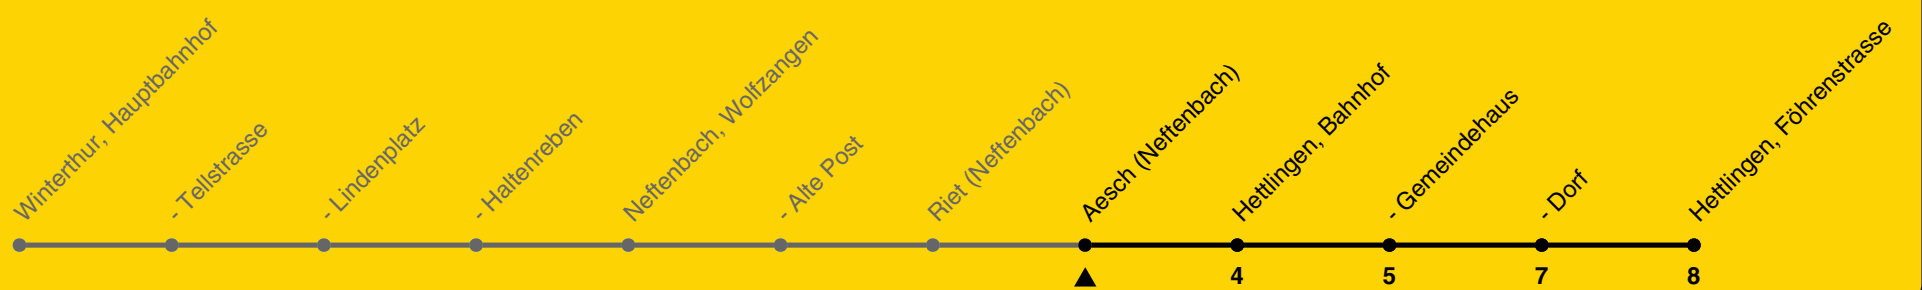 Winterthur, Hauptbahnhof
- Tellstrasse
- Lindenplatz
- Haltenreben
Neftenbach, Wolfzangen
- Alte Post
Riet (Neftenbach)
Aesch (Neftenbach)
Hettlingen, Bahnhof
- Gemeindehaus
- Dorf
Hettlingen, Föhrenstrasse
4 5 7 8